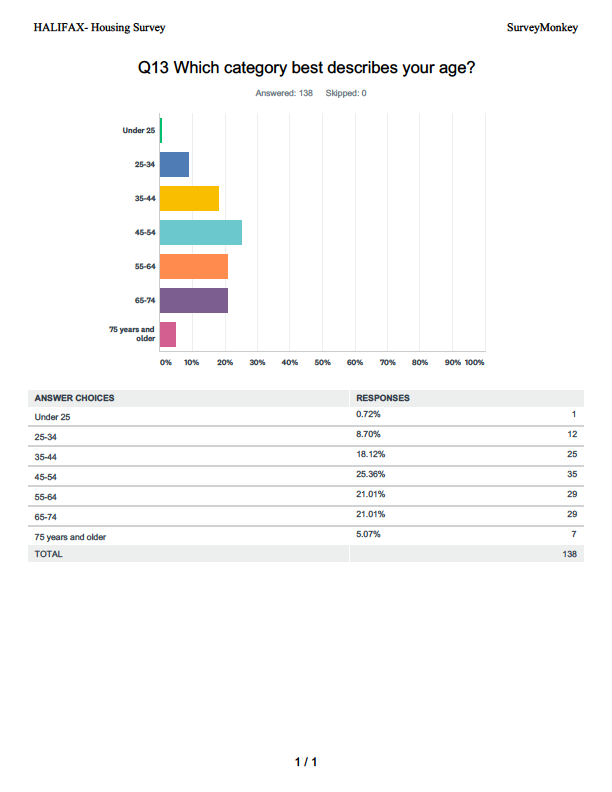 HALIFAX- Housing Survey SurveyMonkey
Q13 Which category best describes your age?
Answered: 138 Skipped: 0
Under 25
25-34
35-44
45-54
55-64
65-74
75 years and
older
0% 10% 20% 30% 40% 50% 60% 70% 80% 90% 100%
ANSWER CHOICES RESPONSES
Under 25 0.72% 1
25-34 8.70% 12
35-44 18.12% 25
45-54 25.36% 35
55-64 21.01% 29
65-74 21.01% 29
75 years and older 5.07% 7
TOTAL 138
1 / 1